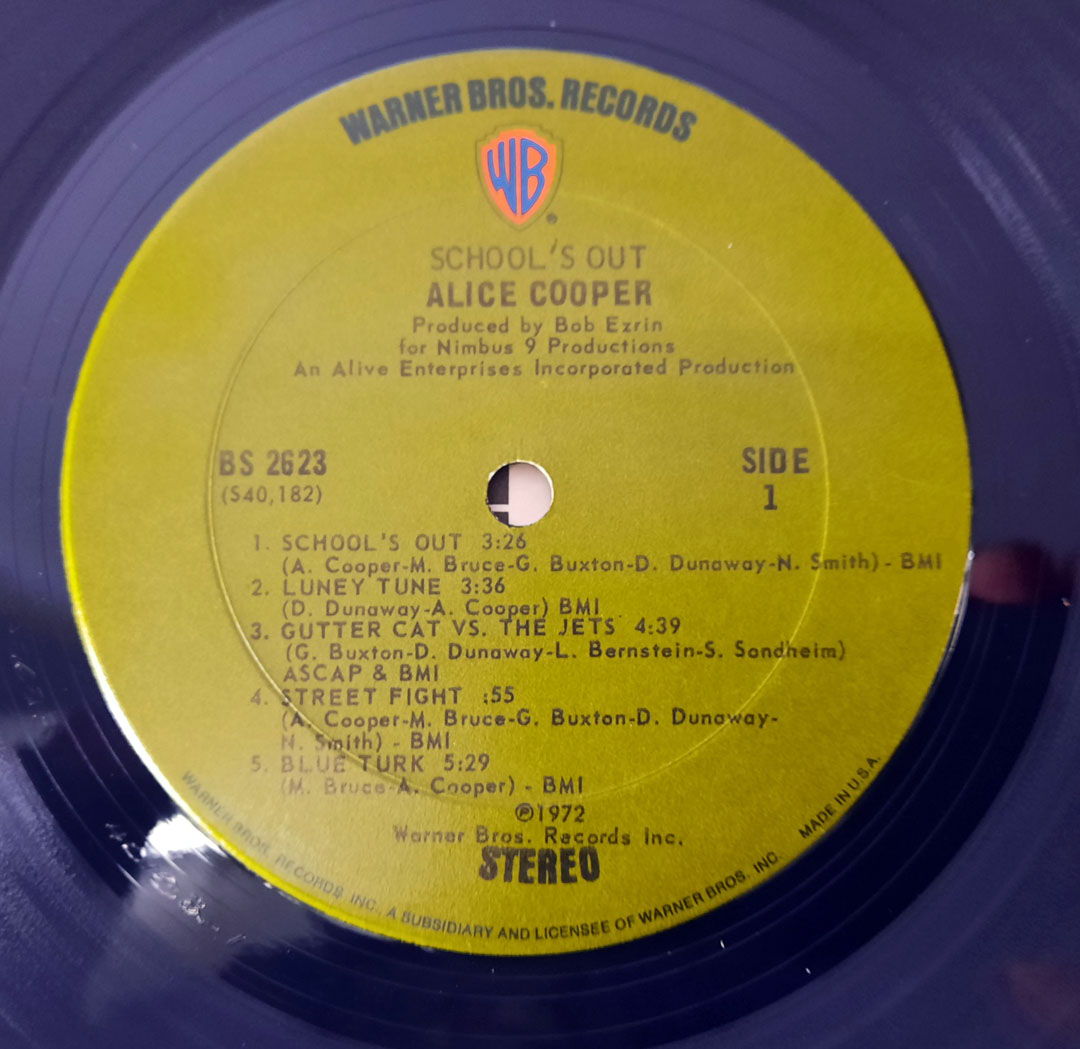 WARNER BROS. RECORDS
WB
®
SCHOOL'S OUT
ALICE COOPER
Produced by Bob Ezrin
for Nimbus 9 Productions
An Alive Enterprises Incorporated Production
BS 2623
(S40,182)
SIDE
1
1. SCHOOL'S OUT 3:26
(A. Cooper-M. Bruce-G. Buxton-D. Dunaway-N. Smith) - BMI
2. LUNEY TUNE 3:36
(D. Dunaway-A. Cooper) BMI
3. GUTTER CAT VS. THE JETS 4:39
(G. Buxton-D. Dunaway-L. Bernstein-S. Sondheim)
ASCAP & BMI
4. STREET FIGHT :55
(A. Cooper-M. Bruce-G. Buxton-D. Dunaway-
N. Smith) - BMI
5. BLUE TURK 5:29
(M. Bruce-A. Cooper) - BMI
℗1972
Warner Bros. Records Inc.
STEREO
WARNER BROS. RECORDS INC., A SUBSIDIARY AND LICENSEE OF WARNER BROS. INC. MADE IN U.S.A.